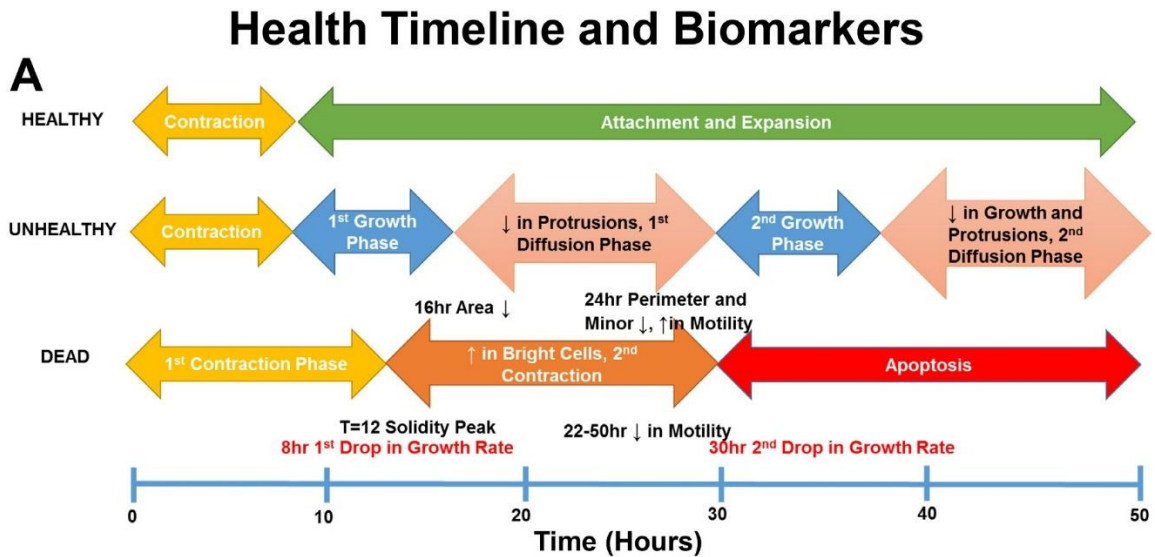 Health Timeline and Biomarkers
A
HEALTHY
Contraction
Attachment and Expansion
UNHEALTHY
Contraction
1st Growth
Phase
↓ in Protrusions, 1st
Diffusion Phase
2nd Growth
Phase
↓ in Growth and
Protrusions, 2nd
Diffusion Phase
16hr Area ↓
24hr Perimeter and
Minor ↓, ↑in Motility
DEAD
1st Contraction Phase
↑ in Bright Cells, 2nd
Contraction
Apoptosis
T=12 Solidity Peak
8hr 1st Drop in Growth Rate
22-50hr ↓ in Motility
30hr 2nd Drop in Growth Rate
0 10 20 30 40 50
Time (Hours)